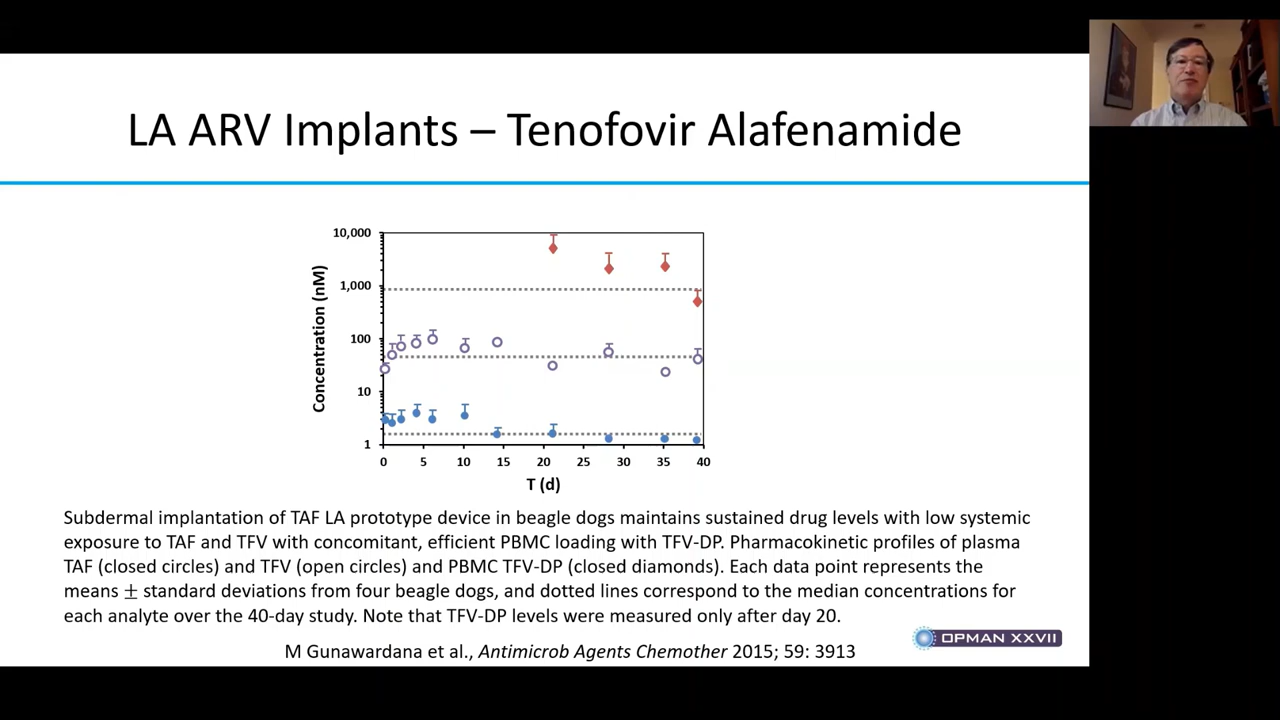 LA ARV Implants – Tenofovir Alafenamide
10,000
1,000
100
10
1
Concentration (nM)
0 5 10 15 20 25 30 35 40
T (d)
Subdermal implantation of TAF LA prototype device in beagle dogs maintains sustained drug levels with low systemic
exposure to TAF and TFV with concomitant, efficient PBMC loading with TFV-DP. Pharmacokinetic profiles of plasma
TAF (closed circles) and TFV (open circles) and PBMC TFV-DP (closed diamonds). Each data point represents the
means ± standard deviations from four beagle dogs, and dotted lines correspond to the median concentrations for
each analyte over the 40-day study. Note that TFV-DP levels were measured only after day 20.
OPMAN XXVII
M Gunawardana et al., Antimicrob Agents Chemother 2015; 59: 3913